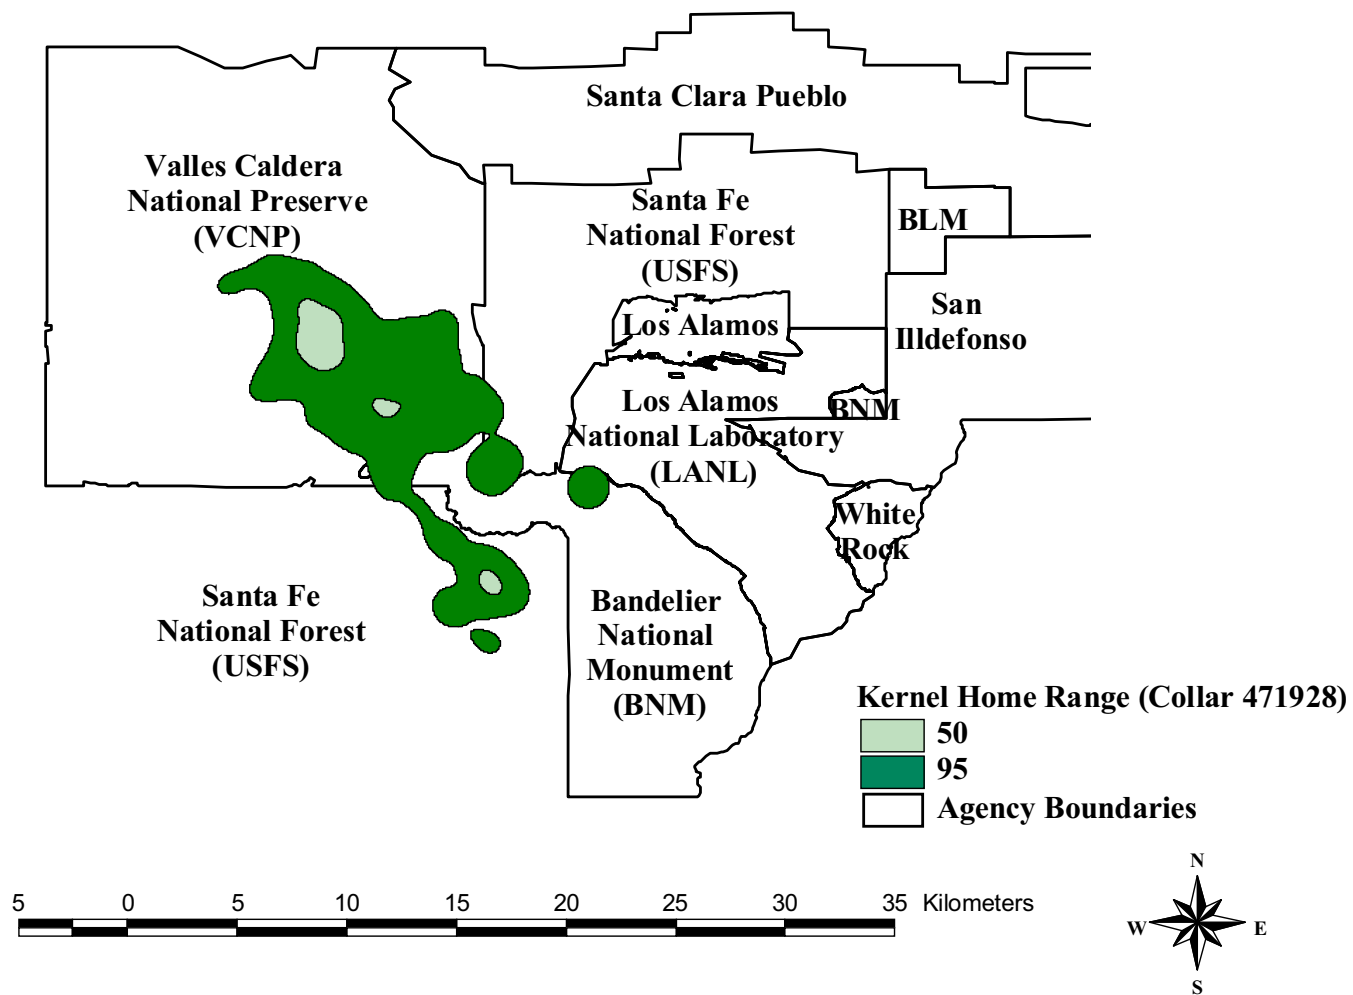 Santa Clara Pueblo
Valles Caldera
National Preserve
(VCNP)
Santa Fe
National Forest
(USFS)
BLM
San
Illdefonso
Los Alamos
Los Alamos
National Laboratory
(LANL)
BNM
White
Rock
Santa Fe
National Forest
(USFS)
Bandelier
National
Monument
(BNM)
Kernel Home Range (Collar 471928)
50
95
Agency Boundaries
5 0 5 10 15 20 25 30 35 Kilometers
N
W E
S